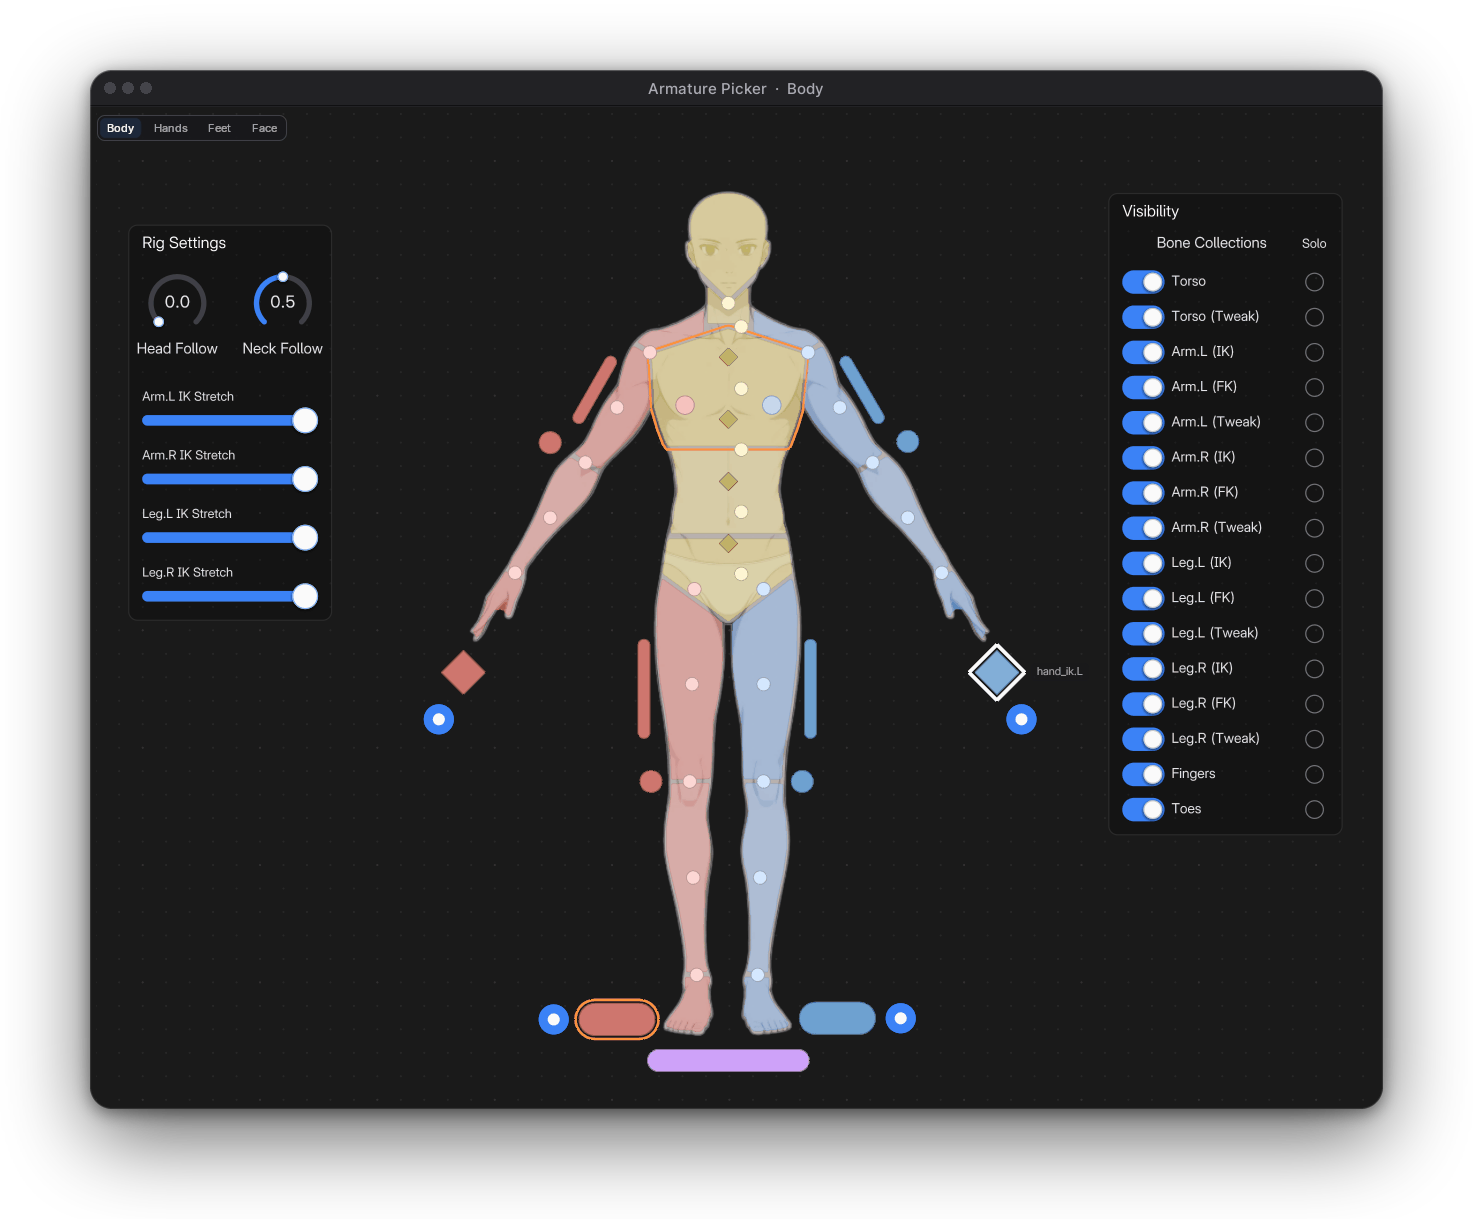 Armature Picker · Body
Body Hands Feet Face
Rig Settings
0.0 0.5
Head Follow Neck Follow
Arm.L IK Stretch
Arm.R IK Stretch
Leg.L IK Stretch
Leg.R IK Stretch
hand_ik.L
Visibility
Bone Collections Solo
Torso
Torso (Tweak)
Arm.L (IK)
Arm.L (FK)
Arm.L (Tweak)
Arm.R (IK)
Arm.R (FK)
Arm.R (Tweak)
Leg.L (IK)
Leg.L (FK)
Leg.L (Tweak)
Leg.R (IK)
Leg.R (FK)
Leg.R (Tweak)
Fingers
Toes